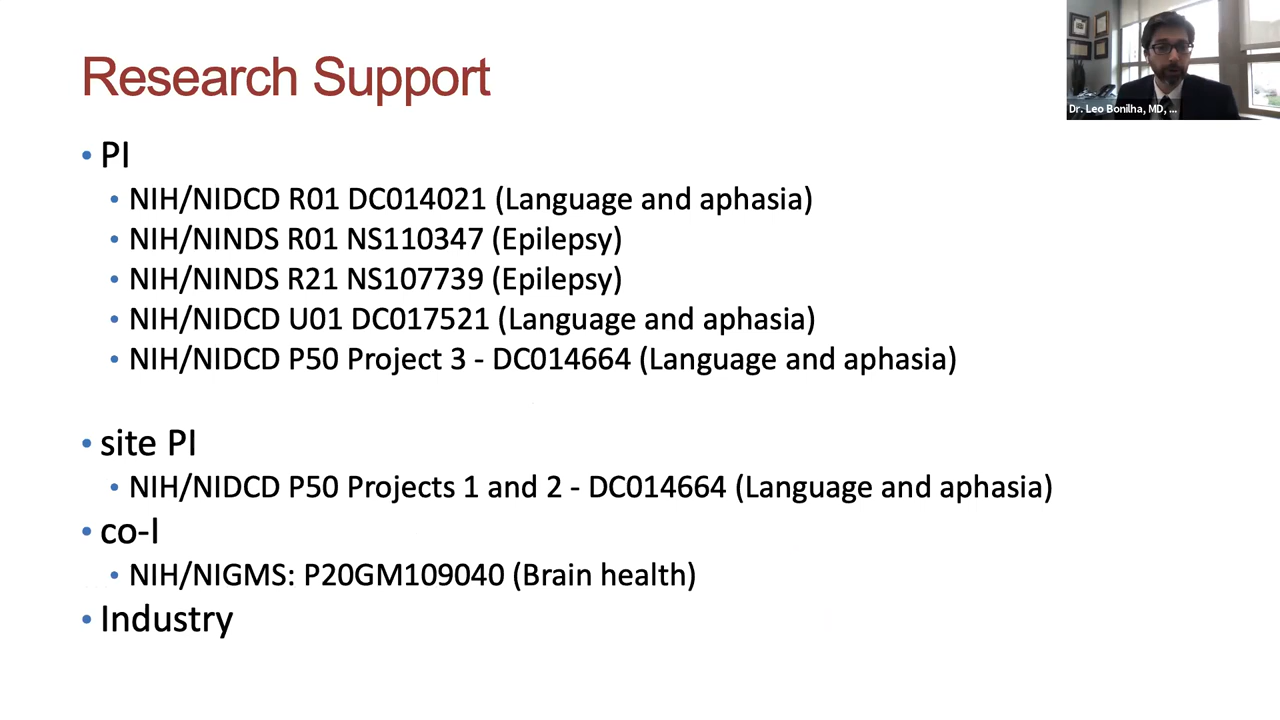 Research Support
Dr. Leo Bonilha, MD, ...
• PI
• NIH/NIDCD R01 DC014021 (Language and aphasia)
• NIH/NINDS R01 NS110347 (Epilepsy)
• NIH/NINDS R21 NS107739 (Epilepsy)
• NIH/NIDCD U01 DC017521 (Language and aphasia)
• NIH/NIDCD P50 Project 3 - DC014664 (Language and aphasia)
• site PI
• NIH/NIDCD P50 Projects 1 and 2 - DC014664 (Language and aphasia)
• co-I
• NIH/NIGMS: P20GM109040 (Brain health)
• Industry